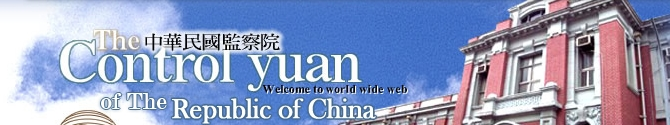 The 中華民國監察院
Control yuan
Welcome to world wide web
of The Republic of China